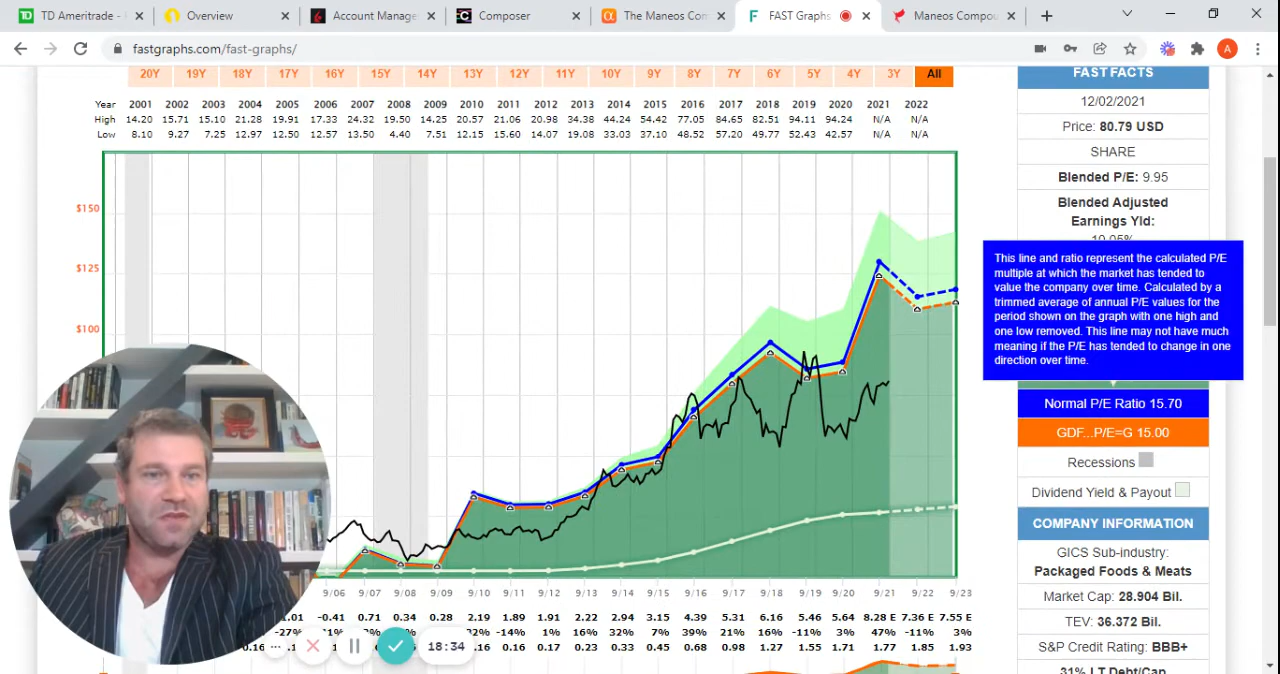 TD Ameritrade -
Overview
Account Manage
Composer
The Maneos Com
FAST Graphs
Maneos Compou
fastgraphs.com/fast-graphs/
A
20Y 19Y 18Y 17Y 16Y 15Y 14Y 13Y 12Y 11Y 10Y 9Y 8Y 7Y 6Y 5Y 4Y 3Y All
Year 2001 2002 2003 2004 2005 2006 2007 2008 2009 2010 2011 2012 2013 2014 2015 2016 2017 2018 2019 2020 2021 2022
High 14.20 15.71 15.10 21.28 19.91 17.33 24.32 19.50 14.25 20.57 21.06 20.98 34.38 44.24 54.42 77.05 84.65 82.51 94.11 94.24 N/A N/A
Low 8.10 9.27 7.25 12.97 12.50 12.57 13.50 4.40 7.51 12.15 15.60 14.07 19.08 33.03 37.10 48.52 57.20 49.77 52.43 42.57 N/A N/A
$150
$125
$100
9/06 9/07 9/08 9/09 9/10 9/11 9/12 9/13 9/14 9/15 9/16 9/17 9/18 9/19 9/20 9/21 9/22 9/23
-0.41 0.71 0.34 0.28 2.19 1.89 1.91 2.22 2.94 3.15 4.39 5.31 6.16 5.46 5.64 8.28 E 7.36 E 7.55 E
-27% -14% 1% 16% 32% 7% 39% 21% 16% -11% 3% 47% -11% 3%
0.16 0.16 0.16 0.17 0.23 0.33 0.45 0.68 0.98 1.27 1.55 1.71 1.77 1.85 1.93
18:34
FAST FACTS
12/02/2021
Price: 80.79 USD
SHARE
Blended P/E: 9.95
Blended Adjusted
Earnings Yld:
10.05%
This line and ratio represent the calculated P/E
multiple at which the market has tended to
value the company over time. Calculated by a
trimmed average of annual P/E values for the
period shown on the graph with one high and
one low removed. This line may not have much
meaning if the P/E has tended to change in one
direction over time.
Normal P/E Ratio 15.70
GDF...P/E=G 15.00
Recessions
Dividend Yield & Payout
COMPANY INFORMATION
GICS Sub-industry:
Packaged Foods & Meats
Market Cap: 28.904 Bil.
TEV: 36.372 Bil.
S&P Credit Rating: BBB+
31% LT Debt/Cap